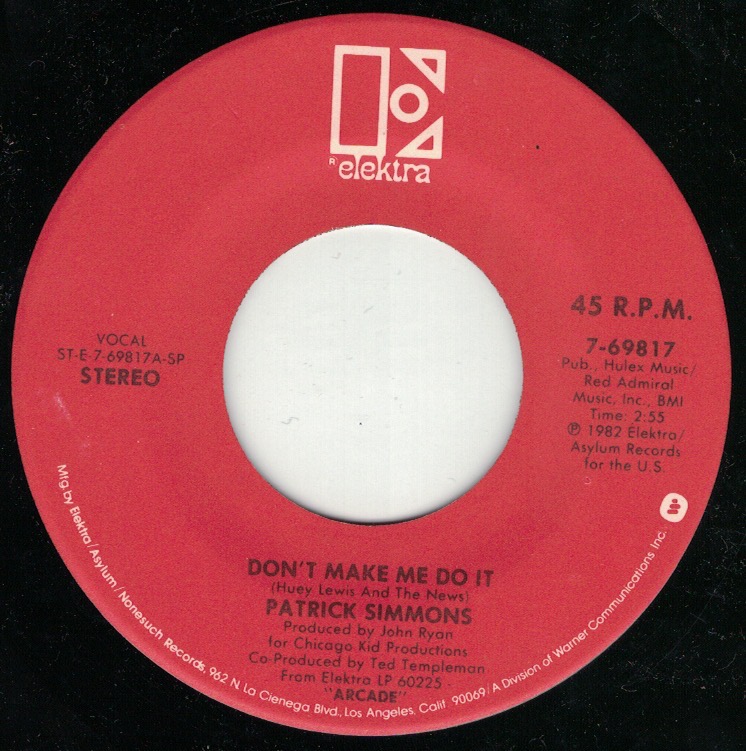 ® elektra
45 R.P.M.
VOCAL
ST-E-7-69817A-SP
STEREO
7-69817
Pub., Hulex Music/
Red Admiral
Music, Inc., BMI
Time: 2:55
℗ 1982 Elektra/
Asylum Records
for the U.S.
DON'T MAKE ME DO IT
(Huey Lewis And The News)
PATRICK SIMMONS
Produced by John Ryan
for Chicago Kid Productions
Co-Produced by Ted Templeman
From Elektra LP 60225
"ARCADE"
Mfg. by Elektra/Asylum/Nonesuch Records, 962 N. La Cienega Blvd., Los Angeles, Calif. 90069/A Division of Warner Communications Inc.